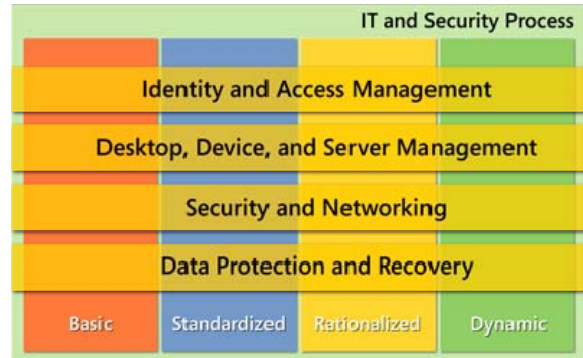 IT and Security Process
Identity and Access Management
Desktop, Device, and Server Management
Security and Networking
Data Protection and Recovery
Basic Standardized Rationalized Dynamic